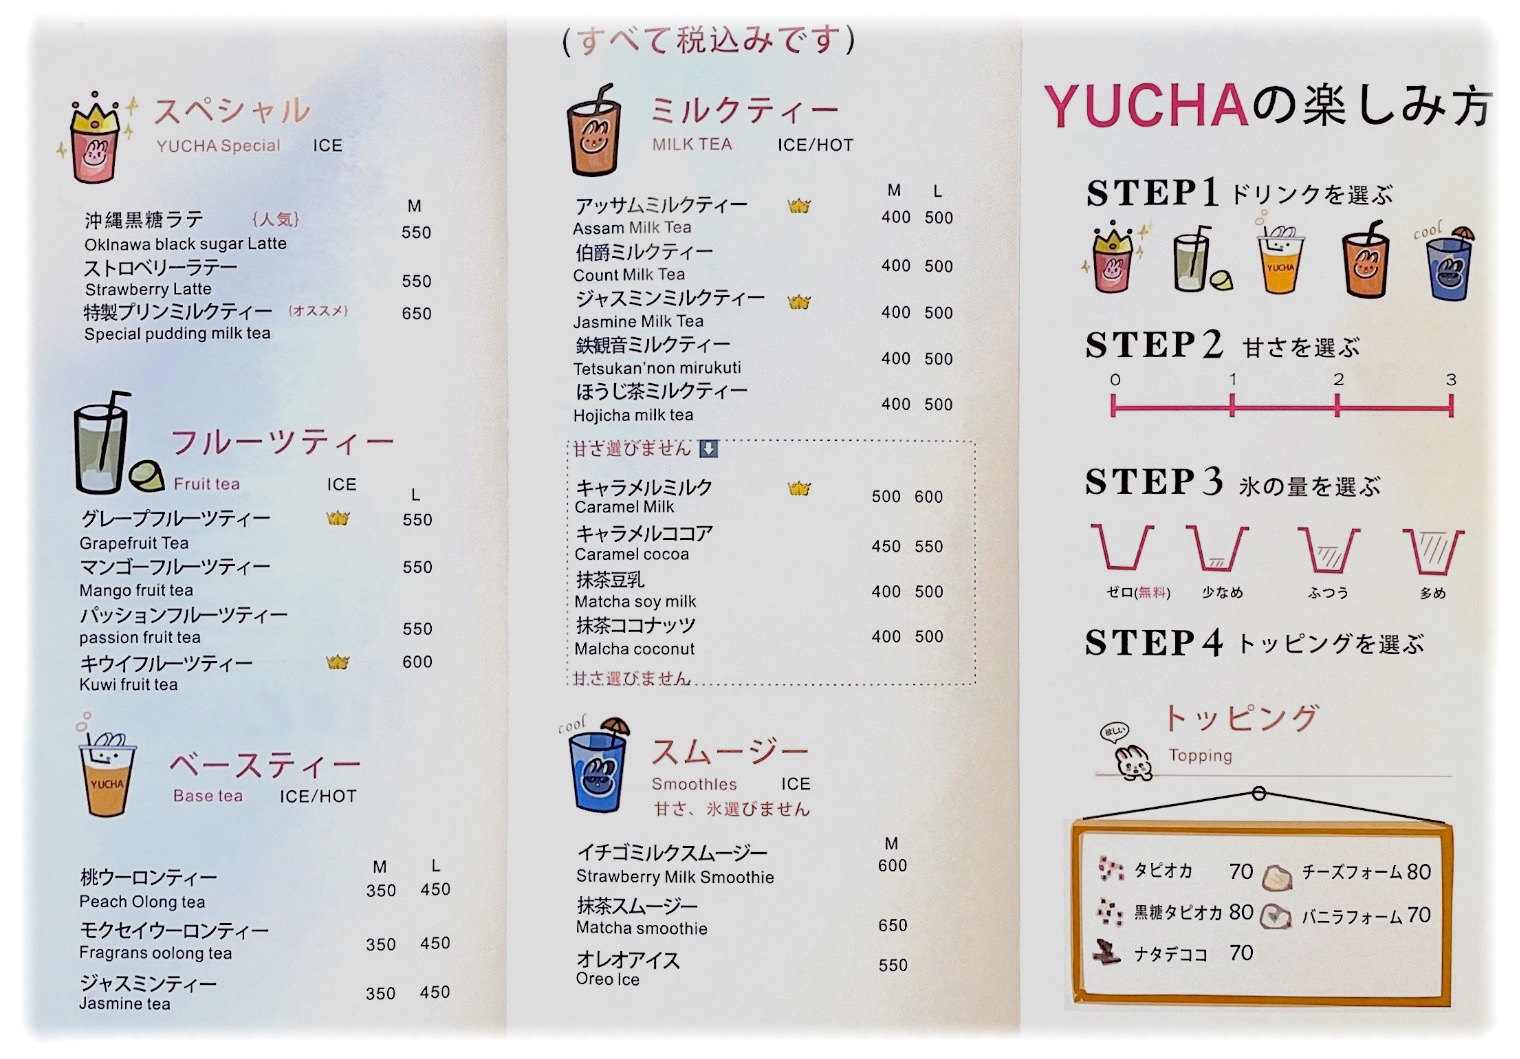 スペシャル
YUCHA Special ICE
M
沖縄黒糖ラテ {人気}
OkInawa black sugar Latte 550
ストロベリーラテー
Strawberry Latte 550
特製プリンミルクティー (オススメ) 650
Special pudding milk tea
フルーツティー
Fruit tea ICE
L
グレープフルーツティー 550
Grapefruit Tea
マンゴーフルーツティー 550
Mango fruit tea
パッションフルーツティー
passion fruit tea 550
キウイフルーツティー 600
Kuwi fruit tea
YUCHA
ベースティー
Base tea ICE/HOT
M L
桃ウーロンティー 350 450
Peach Olong tea
モクセイウーロンティー
Fragrans oolong tea 350 450
ジャスミンティー 350 450
Jasmine tea
(すべて税込みです)
ミルクティー
MILK TEA ICE/HOT
M L
アッサムミルクティー 400 500
Assam Milk Tea
伯爵ミルクティー
Count Milk Tea 400 500
ジャスミンミルクティー
Jasmine Milk Tea 400 500
鉄観音ミルクティー
Tetsukan'non mirukuti 400 500
ほうじ茶ミルクティー
Hojicha milk tea 400 500
甘さ選びません ⬇
キャラメルミルク 500 600
Caramel Milk
キャラメルココア
Caramel cocoa 450 550
抹茶豆乳
Matcha soy milk 400 500
抹茶ココナッツ
Malcha coconut 400 500
甘さ選びません
cool
スムージー
Smoothles ICE
甘さ、氷選びません
M
イチゴミルクスムージー 600
Strawberry Milk Smoothie
抹茶スムージー
Matcha smoothie 650
オレオアイス 550
Oreo Ice
YUCHAの楽しみ方
STEP1 ドリンクを選ぶ
cool
YUCHA
STEP2 甘さを選ぶ
0 1 2 3
STEP3 氷の量を選ぶ
ゼロ(無料) 少なめ ふつう 多め
STEP4 トッピングを選ぶ
トッピング
欲しい
Topping
タピオカ 70 チーズフォーム 80
黒糖タピオカ 80 バニラフォーム 70
ナタデココ 70